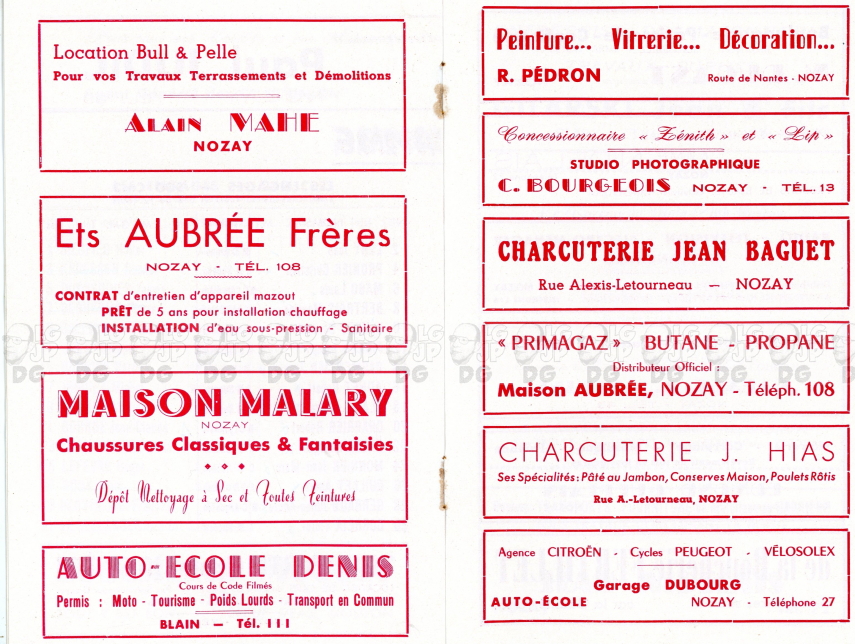 Location Bull & Pelle
Pour vos Travaux Terrassements et Démolitions
ALAIN MAHE
NOZAY
Ets AUBRÉE Frères
NOZAY - TÉL. 108
CONTRAT d'entretien d'appareil mazout
PRÊT de 5 ans pour installation chauffage
INSTALLATION d'eau sous-pression - Sanitaire
MAISON MALARY
NOZAY
Chaussures Classiques & Fantaisies
Dépôt Nettoyage à Sec et Toutes Teintures
AUTO-ECOLE DENIS
Cours de Code Filmés
Permis : Moto - Tourisme - Poids Lourds - Transport en Commun
BLAIN — Tél. 111
Peinture... Vitrerie... Décoration...
R. PÉDRON Route de Nantes - NOZAY
Concessionnaire « Zénith » et « Lip »
STUDIO PHOTOGRAPHIQUE
C. BOURGEOIS NOZAY - TÉL. 13
CHARCUTERIE JEAN BAGUET
Rue Alexis-Letourneau — NOZAY
« PRIMAGAZ » BUTANE - PROPANE
Distributeur Officiel :
Maison AUBRÉE, NOZAY - Téléph. 108
CHARCUTERIE J. HIAS
Ses Spécialités : Pâté au Jambon, Conserves Maison, Poulets Rôtis
Rue A.-Letourneau, NOZAY
Agence CITROËN - Cycles PEUGEOT - VÉLOSOLEX
Garage DUBOURG
AUTO-ÉCOLE NOZAY - Téléphone 27